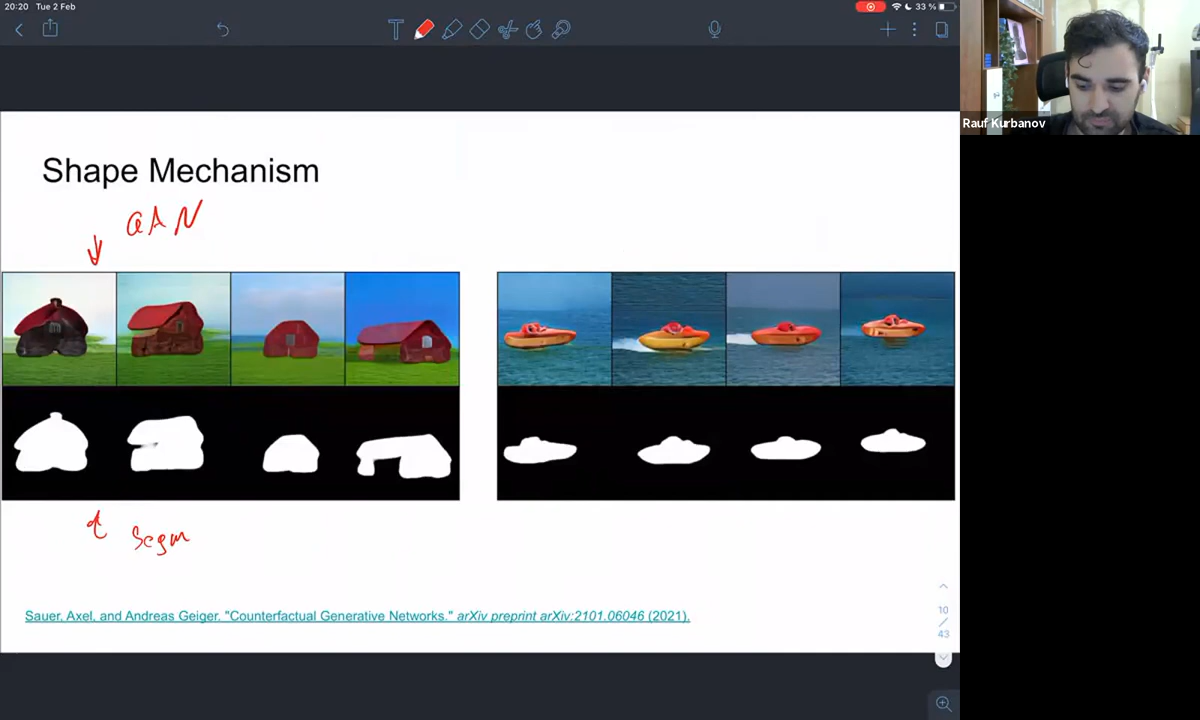 20:20 Tue 2 Feb
33 %
Rauf Kurbanov
Shape Mechanism
GAN
Segm
Sauer, Axel, and Andreas Geiger. "Counterfactual Generative Networks." arXiv preprint arXiv:2101.06046 (2021).
10
/
43